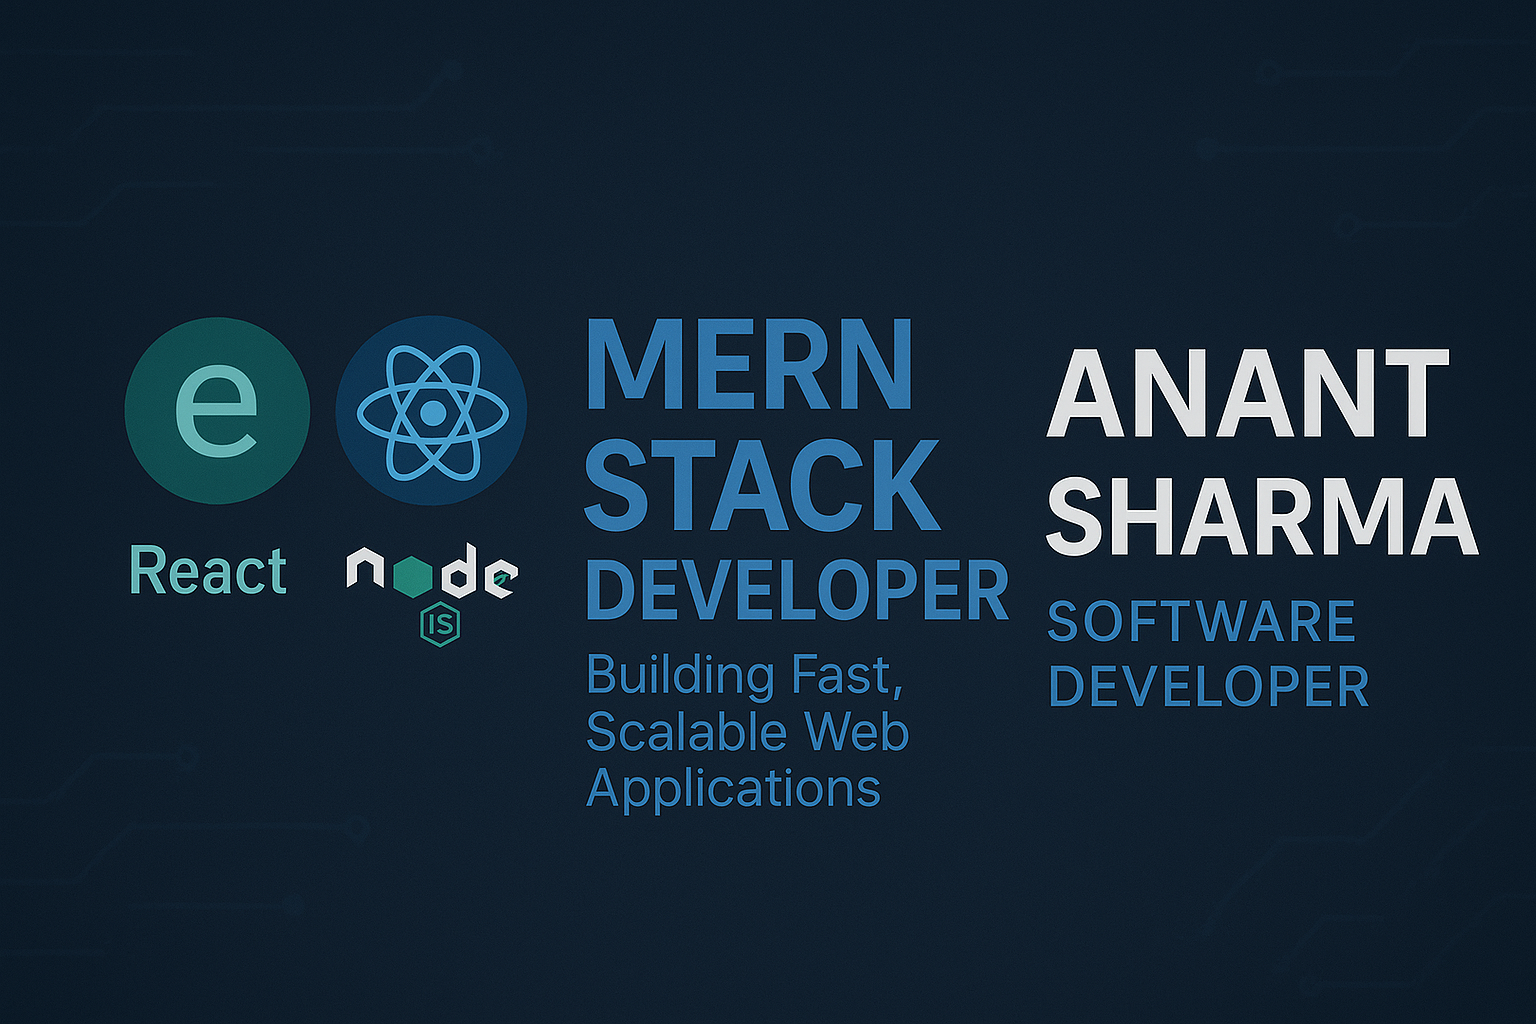 e
React
node
JS
MERN
STACK
DEVELOPER
Building Fast,
Scalable Web
Applications
ANANT
SHARMA
SOFTWARE
DEVELOPER